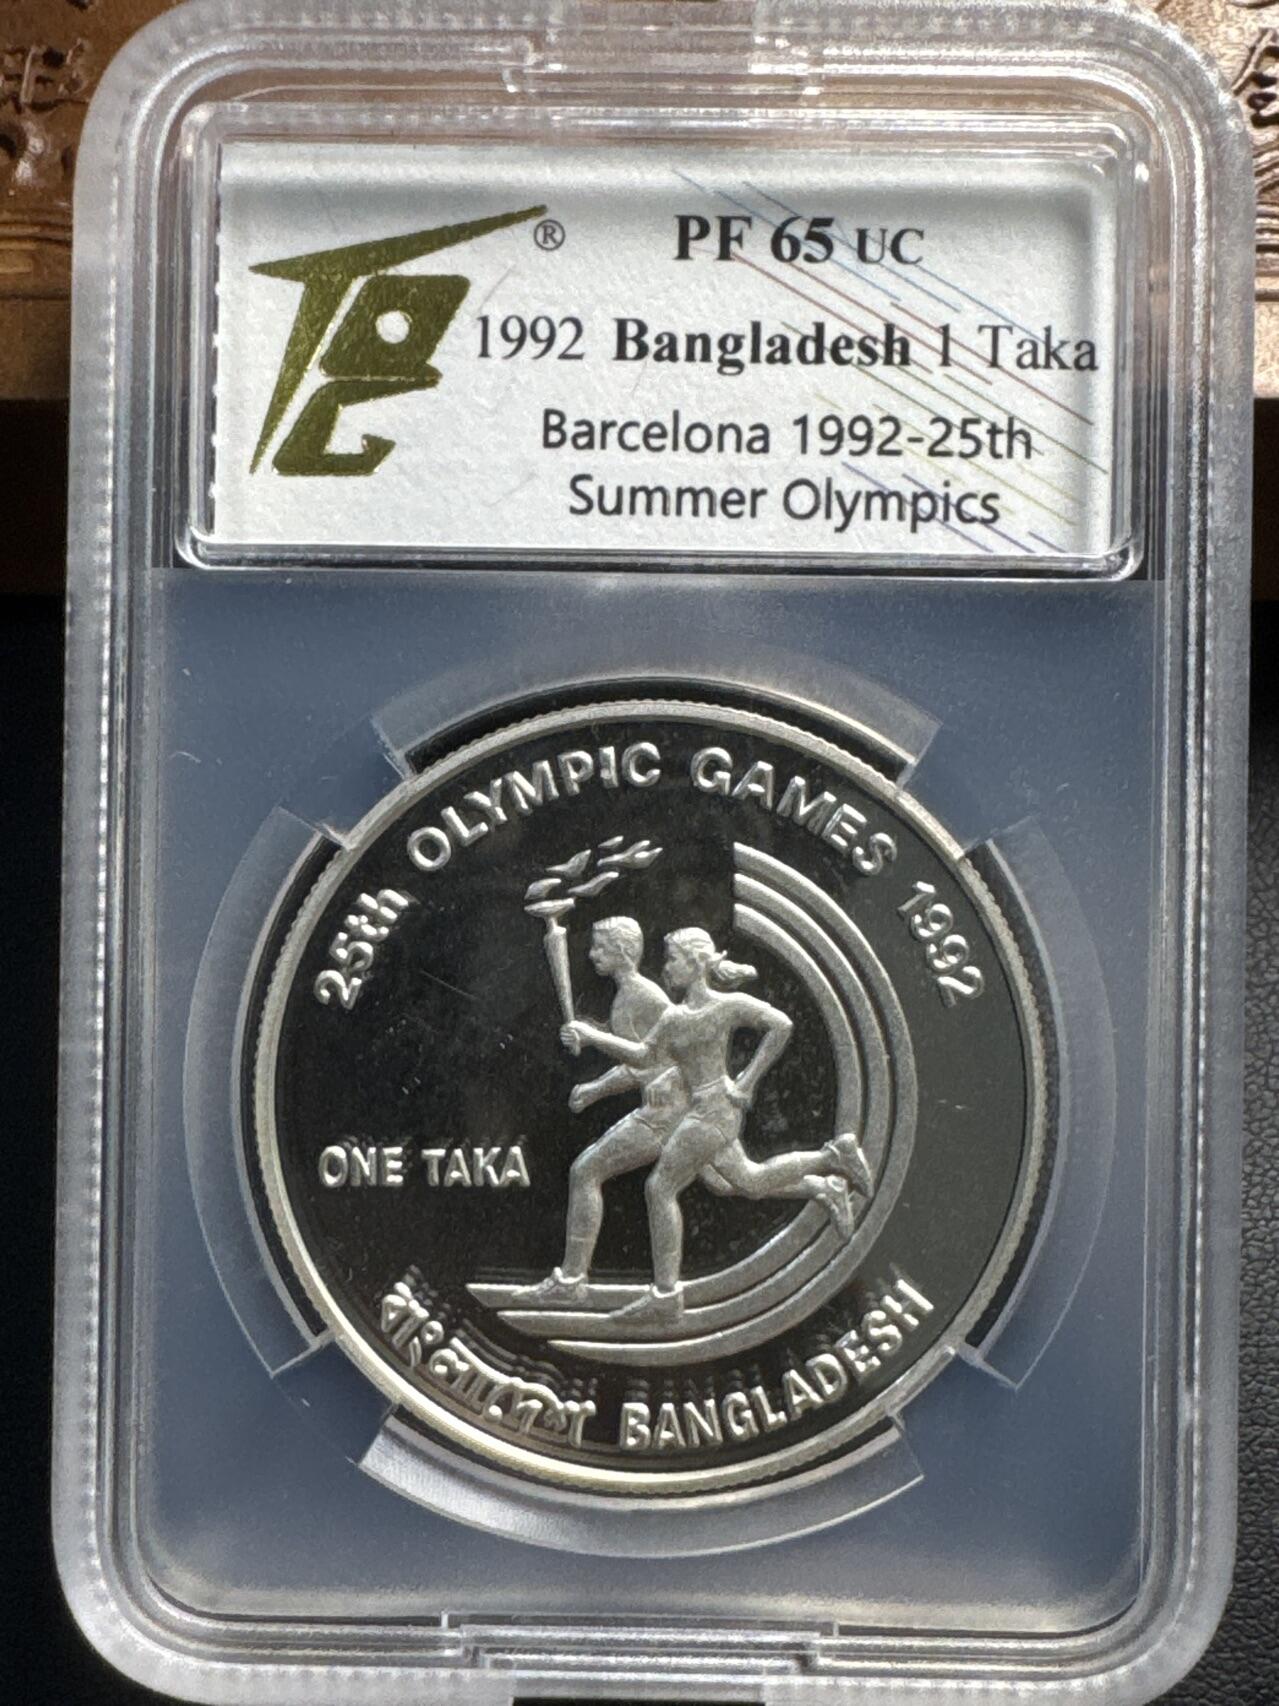 ®
PF 65 UC
1992 Bangladesh 1 Taka
Barcelona 1992-25th
Summer Olympics
25th OLYMPIC GAMES 1992
ONE TAKA
বাংলাদেশ BANGLADESH